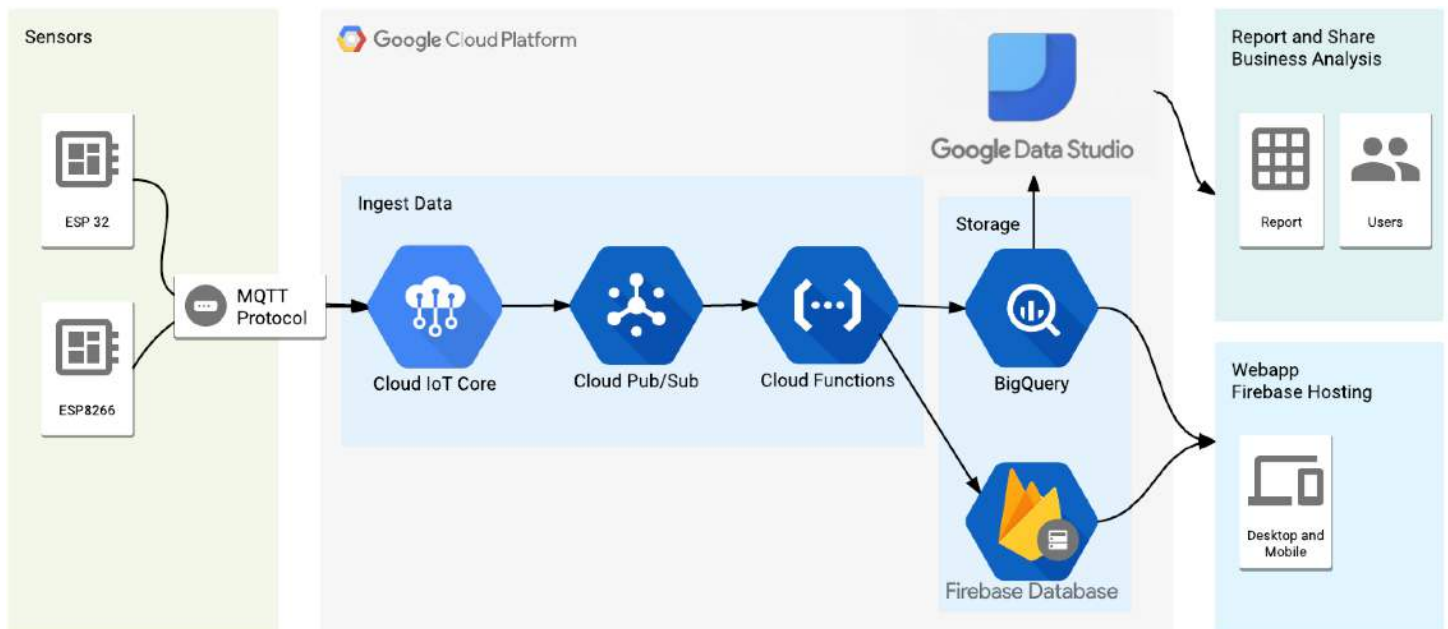 Sensors
ESP 32
ESP8266
MQTT
Protocol
Google Cloud Platform
Ingest Data
Cloud IoT Core
Cloud Pub/Sub
Cloud Functions
Google Data Studio
Storage
BigQuery
Firebase Database
Report and Share
Business Analysis
Report
Users
Webapp
Firebase Hosting
Desktop and
Mobile